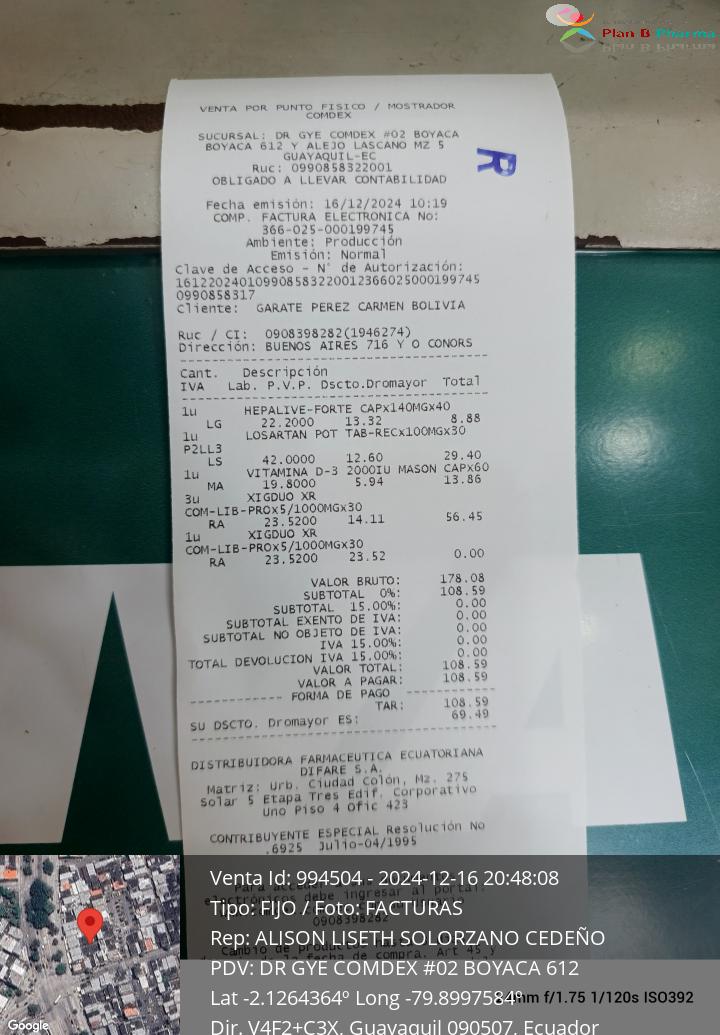 Plan B Pharma
VENTA POR PUNTO FISICO / MOSTRADOR
COMDEX
SUCURSAL: DR GYE COMDEX #02 BOYACA
BOYACA 612 Y ALEJO LASCANO MZ 5
GUAYAQUIL-EC
Ruc: 0990858322001
OBLIGADO A LLEVAR CONTABILIDAD
R
Fecha emisión: 16/12/2024 10:19
COMP. FACTURA ELECTRONICA No:
366-025-000199745
Ambiente: Producción
Emisión: Normal
Clave de Acceso - N° de Autorización:
161220240109908583220012366025000199745
0990858317
Cliente: GARATE PEREZ CARMEN BOLIVIA
Ruc / CI: 0908398282(1946274)
Dirección: BUENOS AIRES 716 Y O CONORS
Cant. Descripción
IVA Lab. P.V.P. Dscto.Dromayor Total
1u HEPALIVE-FORTE CAPx140MGx40
LG 22.2000 13.32 8.88
1u LOSARTAN POT TAB-RECx100MGx30
P2LL3
LS 42.0000 12.60 29.40
1u VITAMINA D-3 2000IU MASON CAPx60
MA 19.8000 5.94 13.86
3u XIGDUO XR
COM-LIB-PROx5/1000MGx30
RA 23.5200 14.11 56.45
1u XIGDUO XR
COM-LIB-PROx5/1000MGx30
RA 23.5200 23.52 0.00
VALOR BRUTO: 178.08
SUBTOTAL 0%: 108.59
SUBTOTAL 15.00%: 0.00
SUBTOTAL EXENTO DE IVA: 0.00
SUBTOTAL NO OBJETO DE IVA: 0.00
IVA 15.00%: 0.00
TOTAL DEVOLUCION IVA 15.00%: 0.00
VALOR TOTAL: 108.59
VALOR A PAGAR: 108.59
FORMA DE PAGO
TAR: 108.59
SU DSCTO. Dromayor ES: 69.49
DISTRIBUIDORA FARMACEUTICA ECUATORIANA
DIFARE S.A.
Matriz: Urb. Ciudad Colón, Mz. 275
Solar 5 Etapa Tres Edif. Corporativo
Uno Piso 4 Ofic 423
CONTRIBUYENTE ESPECIAL Resolución No
.6925 Julio-04/1995
Venta Id: 994504 - 2024-12-16 20:48:08
Tipo: FIJO / Foto: FACTURAS
0908398282
Rep: ALISON LISETH SOLORZANO CEDEÑO
PDV: DR GYE COMDEX #02 BOYACA 612
Lat -2.1264364º Long -79.8997584º
mm f/1.75 1/120s ISO392
Dir. V4F2+C3X, Guayaquil 090507, Ecuador
Google